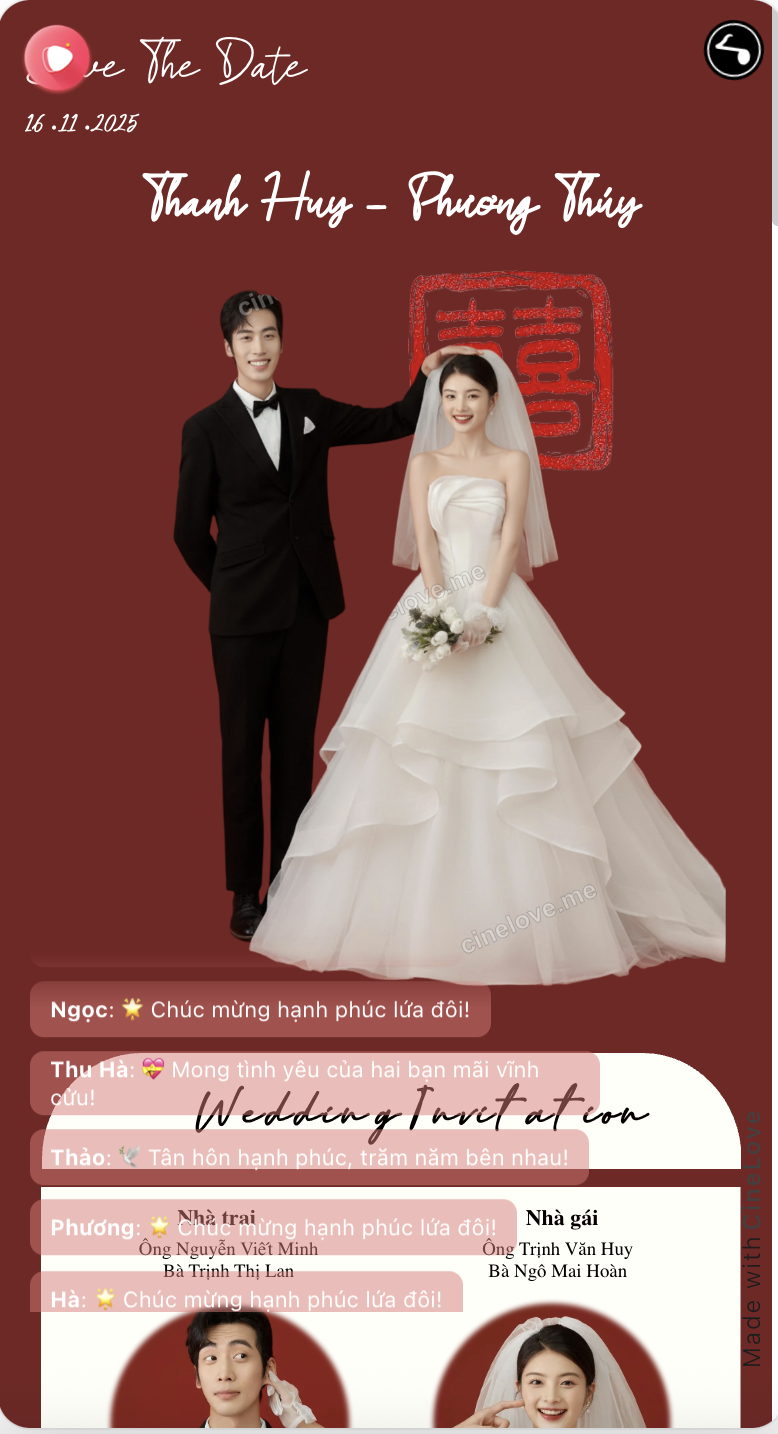 The Date
16 .11 .2025
Thanh Huy – Phương Thúy
囍
cin
elove.me
cinelove.me
Ngọc: 🌟 Chúc mừng hạnh phúc lứa đôi!
Thu Hà: 💝 Mong tình yêu của hai bạn mãi vĩnh
cửu!
Wedding Invitation
Thảo: 🕊️ Tân hôn hạnh phúc, trăm năm bên nhau!
Nhà trai
Phương: 🌟 Chúc mừng hạnh phúc lứa đôi!
Ông Nguyễn Viết Minh
Bà Trịnh Thị Lan
Hà: 🌟 Chúc mừng hạnh phúc lứa đôi!
Nhà gái
Ông Trịnh Văn Huy
Bà Ngô Mai Hoàn
Made with CineLove